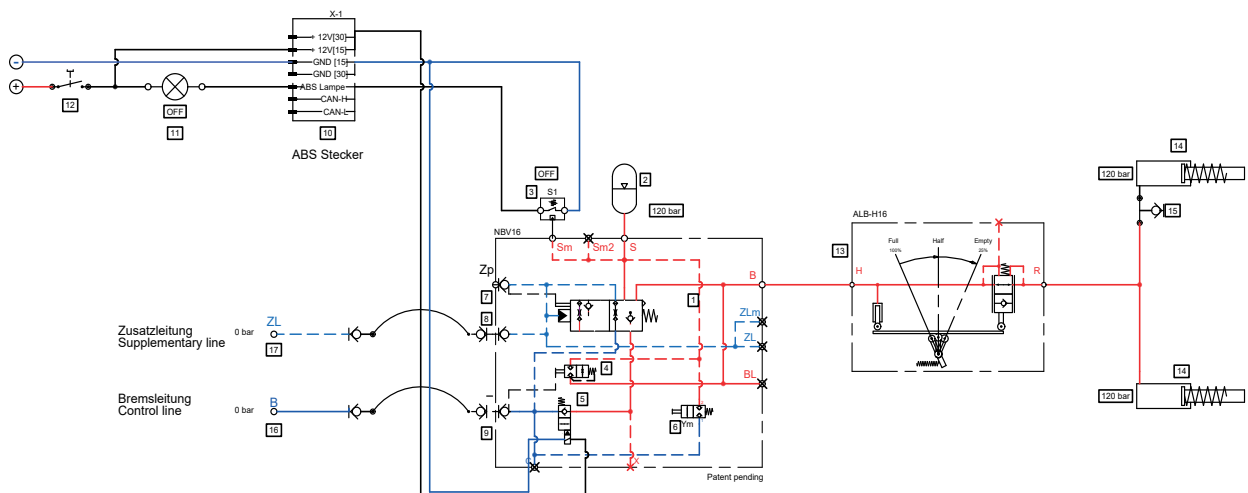 X-1
+ 12V[30]
+ 12V[15]
GND [15]
GND [30]
ABS Lampe
CAN-H
CAN-L
-
+
12
OFF
11
10
ABS Stecker
OFF
3
S1
2
120 bar
NBV16
Sm
Sm2
S
Zp
7
1
B
8
ZLm
ZL
4
BL
5
6
Ym
9
C
X
Patent pending
Zusatzleitung
Supplementary line
0 bar
ZL
17
Bremsleitung
Control line
0 bar
B
16
ALB-H16
13
Full
100%
Half
Empty
25%
H
R
14
120 bar
15
14
120 bar